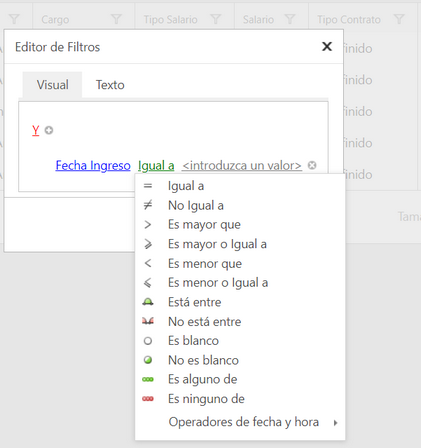 Cargo Tipo Salario Salario Tipo Contrato
Editor de Filtros
finido
Visual Texto
finido
finido
Y
finido
Fecha Ingreso Igual a <introduzca un valor>
finido
Igual a
No Igual a
Es mayor que
Tama
Es mayor o Igual a
Es menor que
Es menor o Igual a
Está entre
No está entre
Es blanco
No es blanco
Es alguno de
Es ninguno de
Operadores de fecha y hora